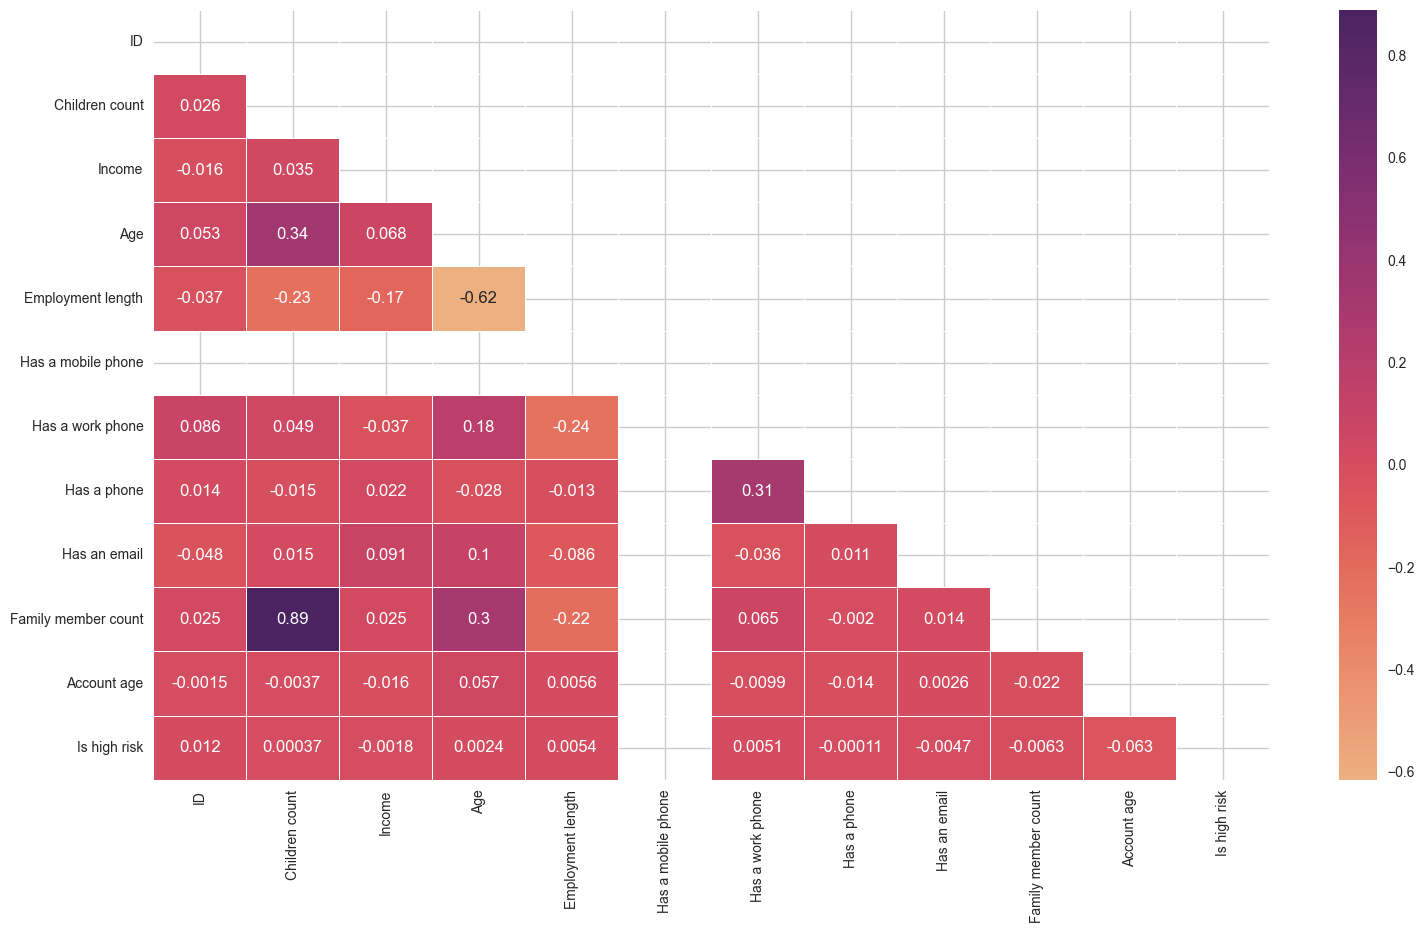 ID
Children count 0.026
Income -0.016 0.035
Age 0.053 0.34 0.068
Employment length -0.037 -0.23 -0.17 -0.62
Has a mobile phone
Has a work phone 0.086 0.049 -0.037 0.18 -0.24
Has a phone 0.014 -0.015 0.022 -0.028 -0.013 0.31
Has an email -0.048 0.015 0.091 0.1 -0.086 -0.036 0.011
Family member count 0.025 0.89 0.025 0.3 -0.22 0.065 -0.002 0.014
Account age -0.0015 -0.0037 -0.016 0.057 0.0056 -0.0099 -0.014 0.0026 -0.022
Is high risk 0.012 0.00037 -0.0018 0.0024 0.0054 0.0051 -0.00011 -0.0047 -0.0063 -0.063
ID
Children count
Income
Age
Employment length
Has a mobile phone
Has a work phone
Has a phone
Has an email
Family member count
Account age
Is high risk
0.8
0.6
0.4
0.2
0.0
−0.2
−0.4
−0.6